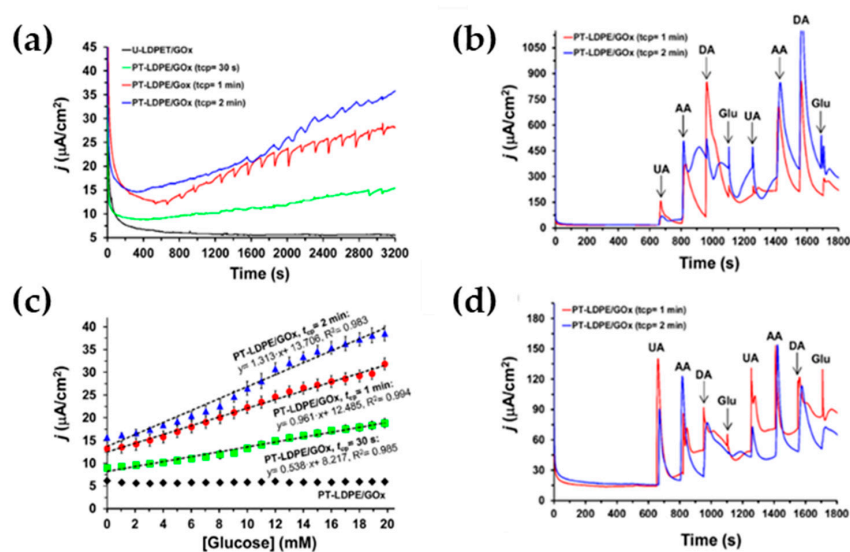 (a)
45
40
35
30
25
20
15
10
5
j (µA/cm²)
U-LDPET/GOx
PT-LDPE/GOx (tcp= 30 s)
PT-LDPE/Gox (tcp= 1 min)
PT-LDPE/GOx (tcp= 2 min)
0 400 800 1200 1600 2000 2400 2800 3200
Time (s)
(b)
1050
900
750
600
450
300
150
0
j (µA/cm²)
PT-LDPE/GOx (tcp= 1 min)
PT-LDPE/GOx (tcp= 2 min)
UA
AA
DA
Glu
UA
AA
DA
Glu
0 200 400 600 800 1000 1200 1400 1600 1800
Time (s)
(c)
40
35
30
25
20
15
10
5
0
j (µA/cm²)
PT-LDPE/GOx, tcp= 2 min:
y= 1.313·x+ 13.706, R²= 0.983
PT-LDPE/GOx, tcp= 1 min:
y= 0.961·x+ 12.485, R²= 0.994
PT-LDPE/GOx, tcp= 30 s:
y= 0.538·x+ 8.217, R²= 0.985
PT-LDPE/GOx
0 2 4 6 8 10 12 14 16 18 20
[Glucose] (mM)
(d)
180
150
120
90
60
30
0
j (µA/cm²)
PT-LDPE/GOx (tcp= 1 min)
PT-LDPE/GOx (tcp= 2 min)
UA
AA
DA
Glu
UA
AA
DA
Glu
0 200 400 600 800 1000 1200 1400 1600 1800
Time (s)